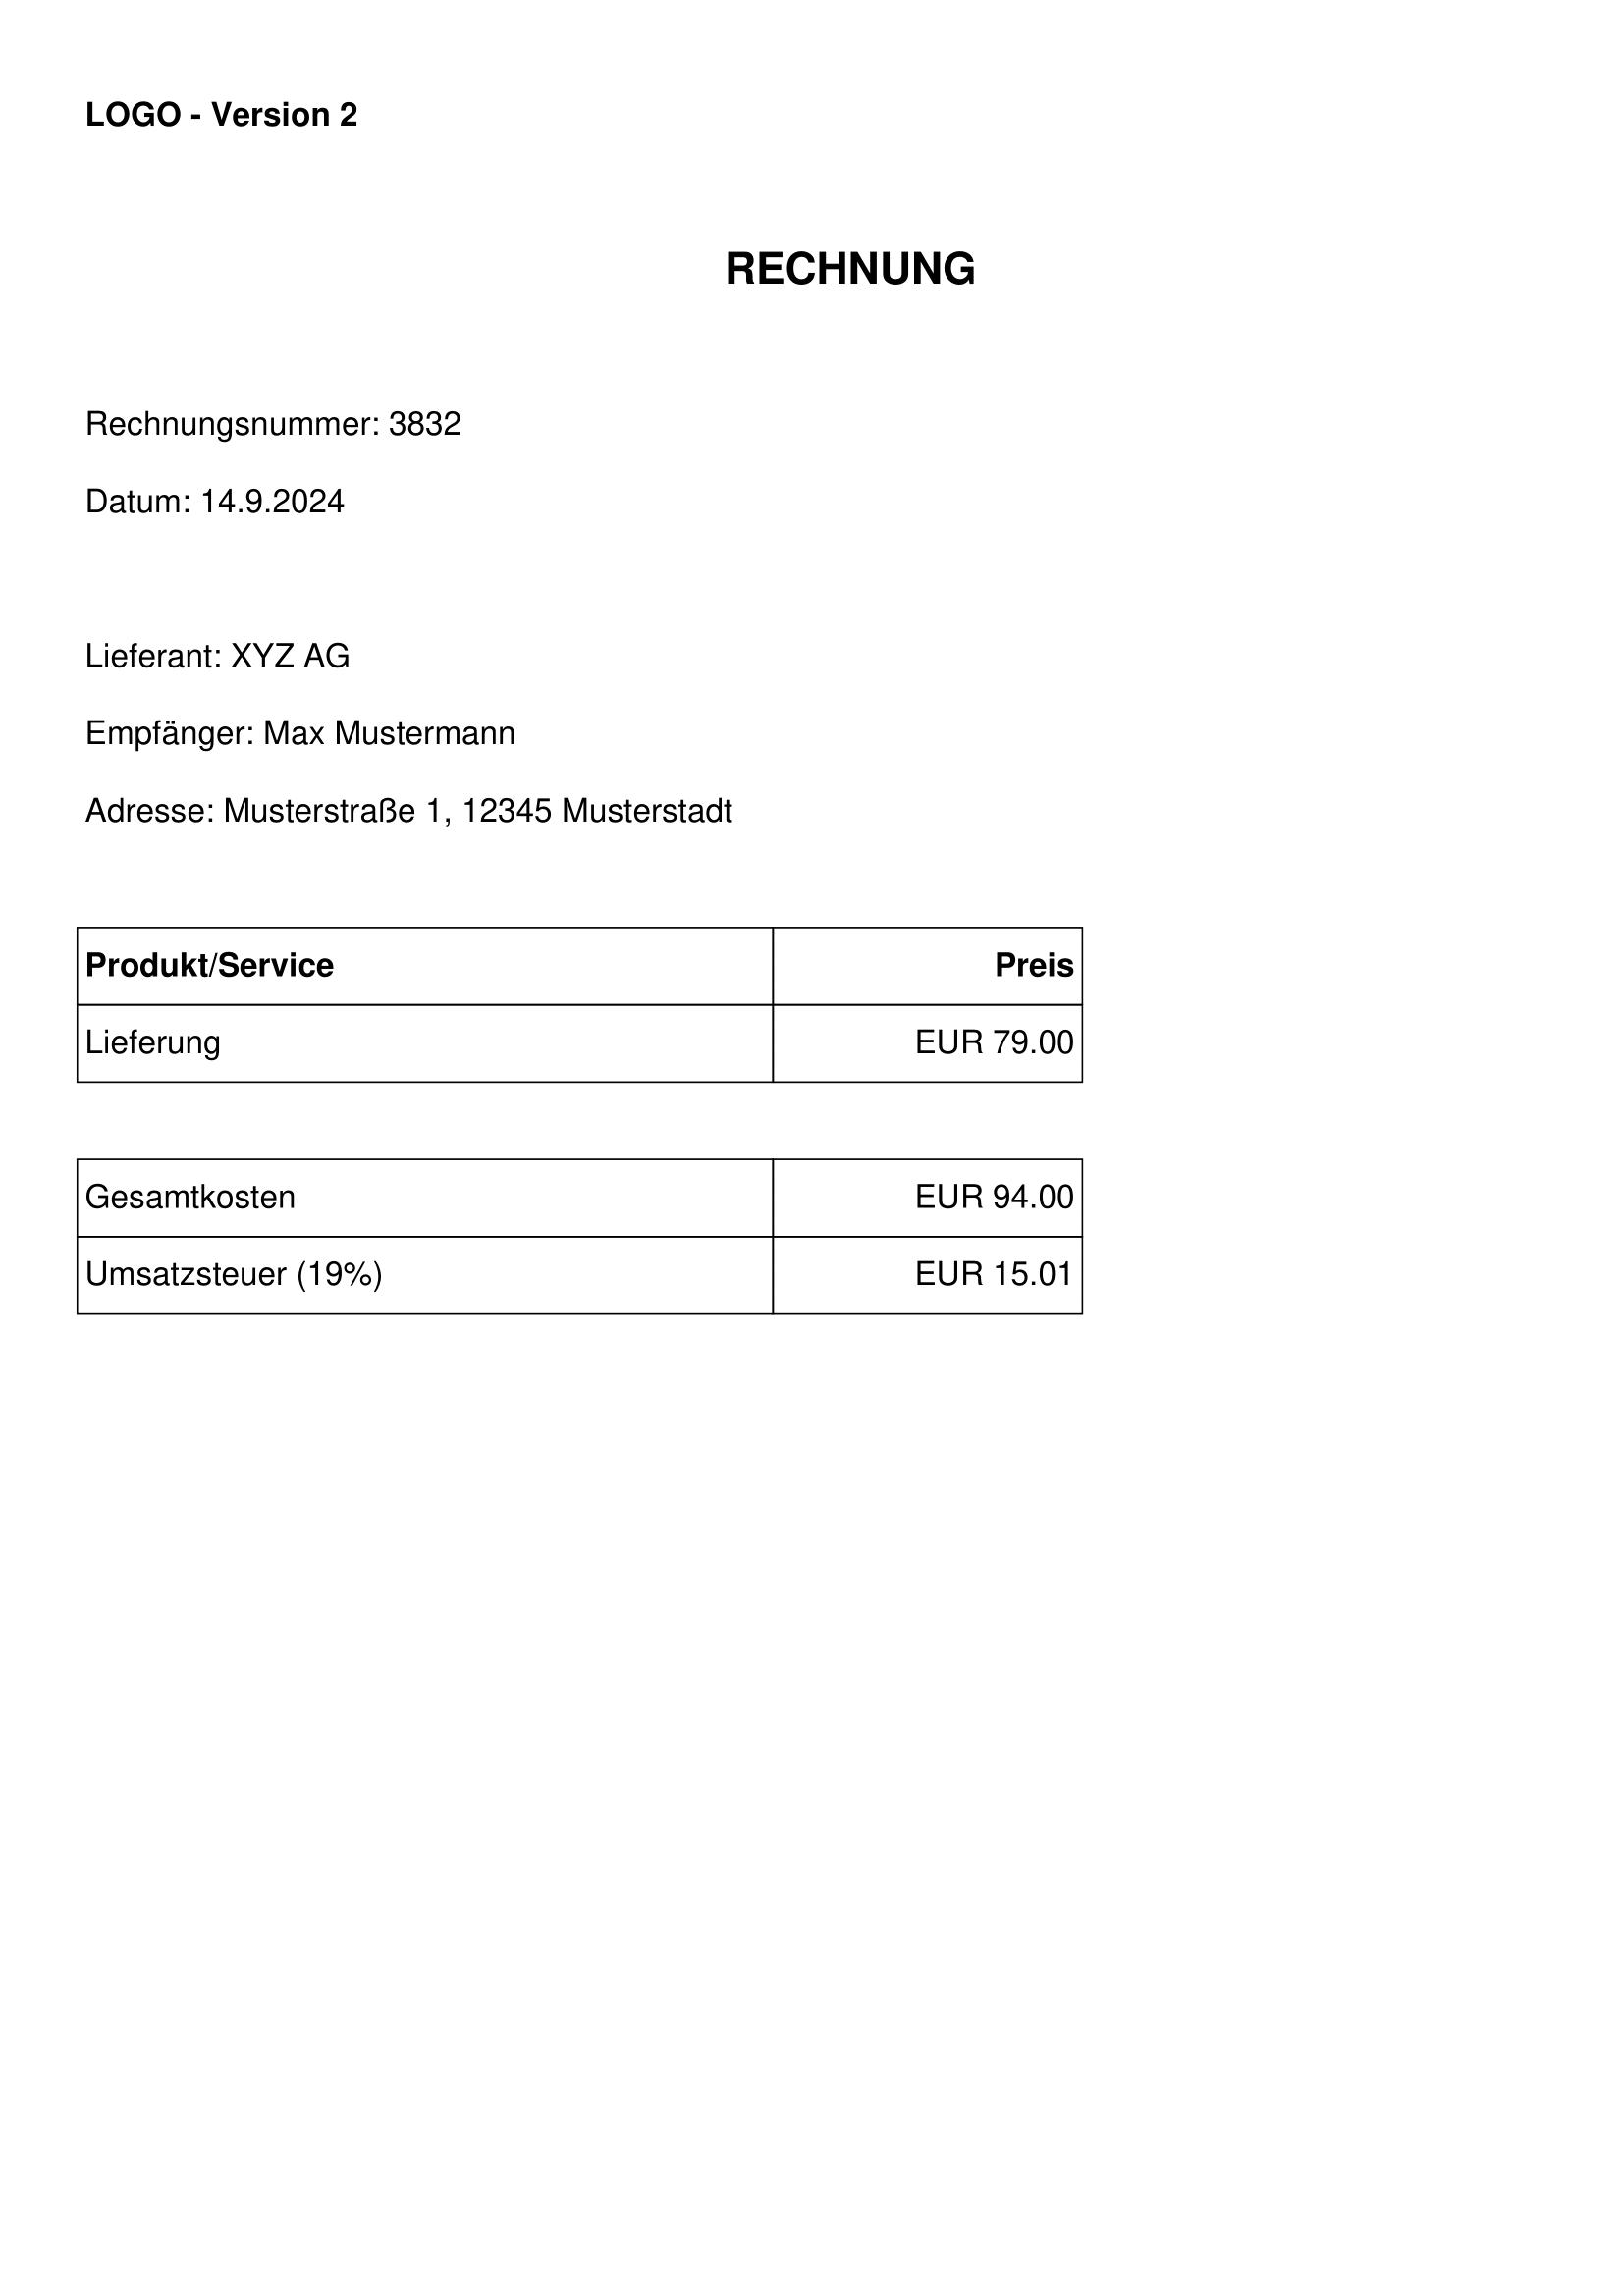 LOGO - Version 2
RECHNUNG
Rechnungsnummer: 3832
Datum: 14.9.2024
Lieferant: XYZ AG
Empfänger: Max Mustermann
Adresse: Musterstraße 1, 12345 Musterstadt
Produkt/Service Preis
Lieferung EUR 79.00
Gesamtkosten EUR 94.00
Umsatzsteuer (19%) EUR 15.01